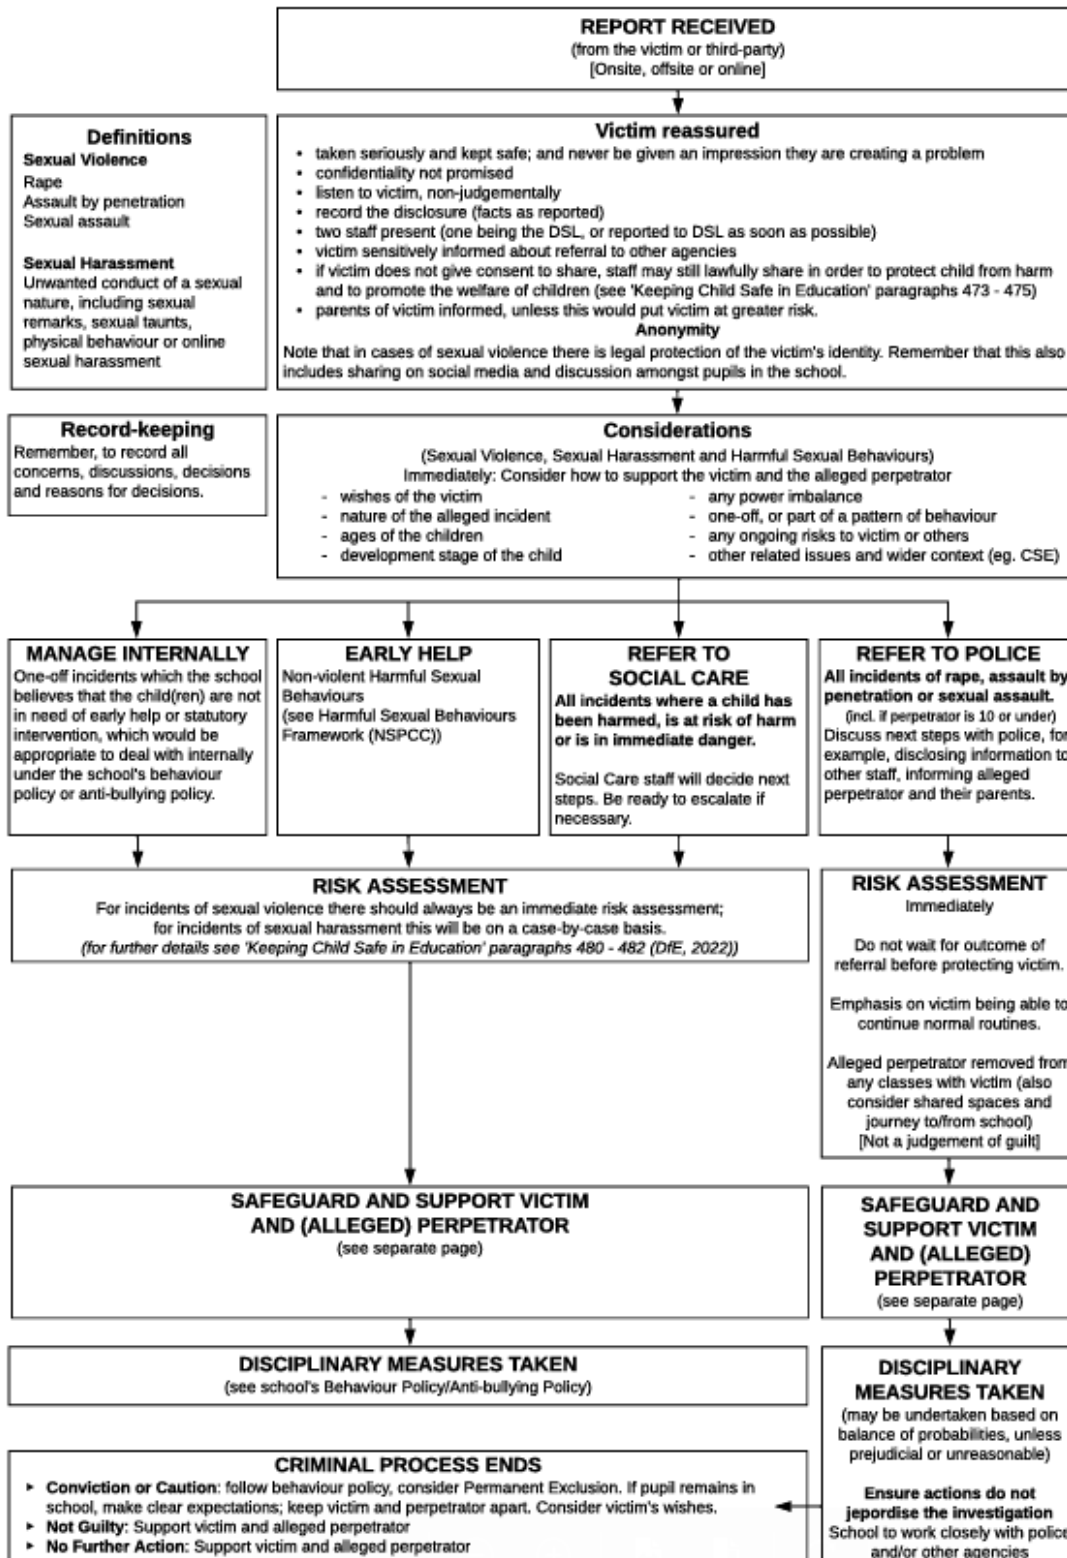 REPORT RECEIVED
(from the victim or third-party)
[Onsite, offsite or online]
Definitions
Sexual Violence
Rape
Assault by penetration
Sexual assault
Sexual Harassment
Unwanted conduct of a sexual
nature, including sexual
remarks, sexual taunts,
physical behaviour or online
sexual harassment
Victim reassured
• taken seriously and kept safe; and never be given an impression they are creating a problem
• confidentiality not promised
• listen to victim, non-judgementally
• record the disclosure (facts as reported)
• two staff present (one being the DSL, or reported to DSL as soon as possible)
• victim sensitively informed about referral to other agencies
• if victim does not give consent to share, staff may still lawfully share in order to protect child from harm
and to promote the welfare of children (see 'Keeping Child Safe in Education' paragraphs 473 - 475)
• parents of victim informed, unless this would put victim at greater risk.
Anonymity
Note that in cases of sexual violence there is legal protection of the victim's identity. Remember that this also
includes sharing on social media and discussion amongst pupils in the school.
Record-keeping
Remember, to record all
concerns, discussions, decisions
and reasons for decisions.
Considerations
(Sexual Violence, Sexual Harassment and Harmful Sexual Behaviours)
Immediately: Consider how to support the victim and the alleged perpetrator
- wishes of the victim
- nature of the alleged incident
- ages of the children
- development stage of the child
- any power imbalance
- one-off, or part of a pattern of behaviour
- any ongoing risks to victim or others
- other related issues and wider context (eg. CSE)
MANAGE INTERNALLY
One-off incidents which the school
believes that the child(ren) are not
in need of early help or statutory
intervention, which would be
appropriate to deal with internally
under the school's behaviour
policy or anti-bullying policy.
EARLY HELP
Non-violent Harmful Sexual
Behaviours
(see Harmful Sexual Behaviours
Framework (NSPCC))
REFER TO
SOCIAL CARE
All incidents where a child has
been harmed, is at risk of harm
or is in immediate danger.
Social Care staff will decide next
steps. Be ready to escalate if
necessary.
REFER TO POLICE
All incidents of rape, assault by
penetration or sexual assault.
(incl. if perpetrator is 10 or under)
Discuss next steps with police, for
example, disclosing information to
other staff, informing alleged
perpetrator and their parents.
RISK ASSESSMENT
For incidents of sexual violence there should always be an immediate risk assessment;
for incidents of sexual harassment this will be on a case-by-case basis.
(for further details see 'Keeping Child Safe in Education' paragraphs 480 - 482 (DfE, 2022))
RISK ASSESSMENT
Immediately
Do not wait for outcome of
referral before protecting victim.
Emphasis on victim being able to
continue normal routines.
Alleged perpetrator removed from
any classes with victim (also
consider shared spaces and
journey to/from school)
[Not a judgement of guilt]
SAFEGUARD AND SUPPORT VICTIM
AND (ALLEGED) PERPETRATOR
(see separate page)
SAFEGUARD AND
SUPPORT VICTIM
AND (ALLEGED)
PERPETRATOR
(see separate page)
DISCIPLINARY MEASURES TAKEN
(see school's Behaviour Policy/Anti-bullying Policy)
DISCIPLINARY
MEASURES TAKEN
(may be undertaken based on
balance of probabilities, unless
prejudicial or unreasonable)
Ensure actions do not
jepordise the investigation
School to work closely with police
and/or other agencies
CRIMINAL PROCESS ENDS
► Conviction or Caution: follow behaviour policy, consider Permanent Exclusion. If pupil remains in
school, make clear expectations; keep victim and perpetrator apart. Consider victim's wishes.
► Not Guilty: Support victim and alleged perpetrator
► No Further Action: Support victim and alleged perpetrator